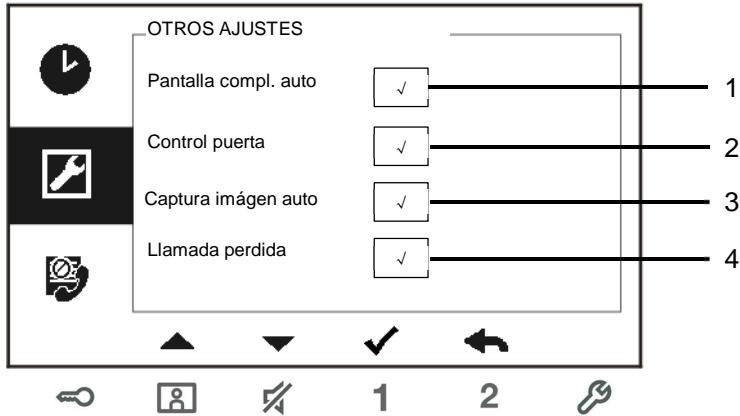 OTROS AJUSTES
Pantalla compl. auto √ 1
Control puerta √ 2
Captura imágen auto √ 3
Llamada perdida √ 4
1 2